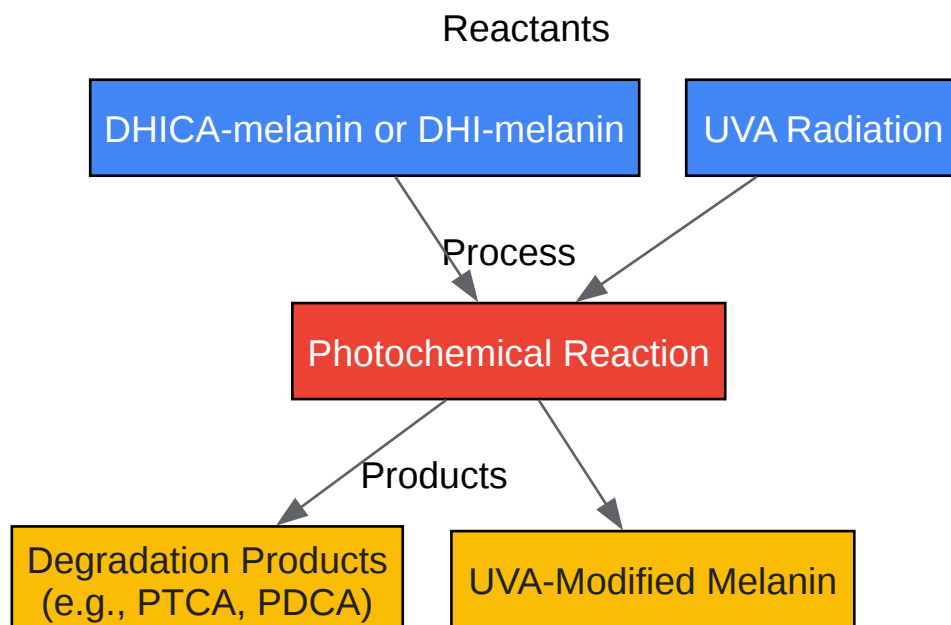 Reactants
DHICA-melanin or DHI-melanin
UVA Radiation
Process
Photochemical Reaction
Products
Degradation Products
(e.g., PTCA, PDCA)
UVA-Modified Melanin